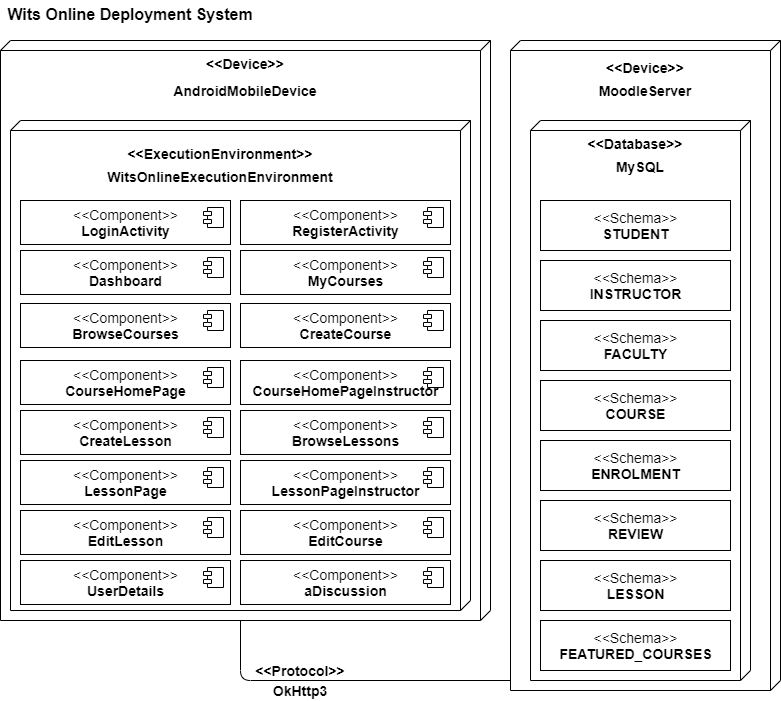 Wits Online Deployment System
<<Device>>
AndroidMobileDevice
<<ExecutionEnvironment>>
WitsOnlineExecutionEnvironment
<<Component>>
LoginActivity
<<Component>>
RegisterActivity
<<Component>>
Dashboard
<<Component>>
MyCourses
<<Component>>
BrowseCourses
<<Component>>
CreateCourse
<<Component>>
CourseHomePage
<<Component>>
CourseHomePageInstructor
<<Component>>
CreateLesson
<<Component>>
BrowseLessons
<<Component>>
LessonPage
<<Component>>
LessonPageInstructor
<<Component>>
EditLesson
<<Component>>
EditCourse
<<Component>>
UserDetails
<<Component>>
aDiscussion
<<Device>>
MoodleServer
<<Database>>
MySQL
<<Schema>>
STUDENT
<<Schema>>
INSTRUCTOR
<<Schema>>
FACULTY
<<Schema>>
COURSE
<<Schema>>
ENROLMENT
<<Schema>>
REVIEW
<<Schema>>
LESSON
<<Schema>>
FEATURED_COURSES
<<Protocol>>
OkHttp3